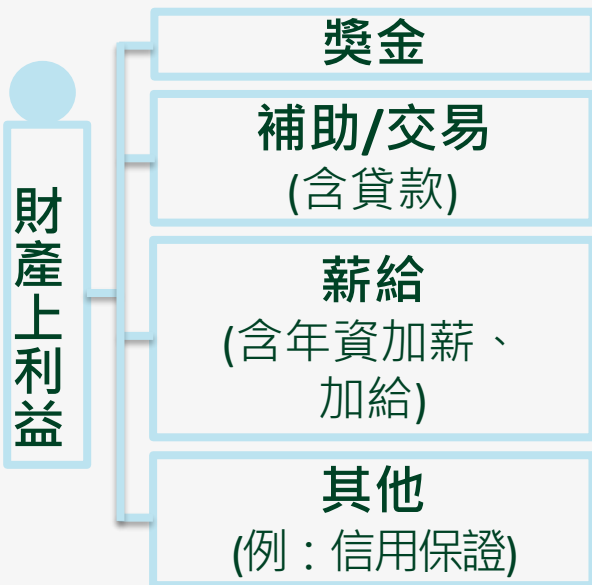 財產上利益
獎金
補助/交易
(含貸款)
薪給
(含年資加薪、
加給)
其他
(例：信用保證)